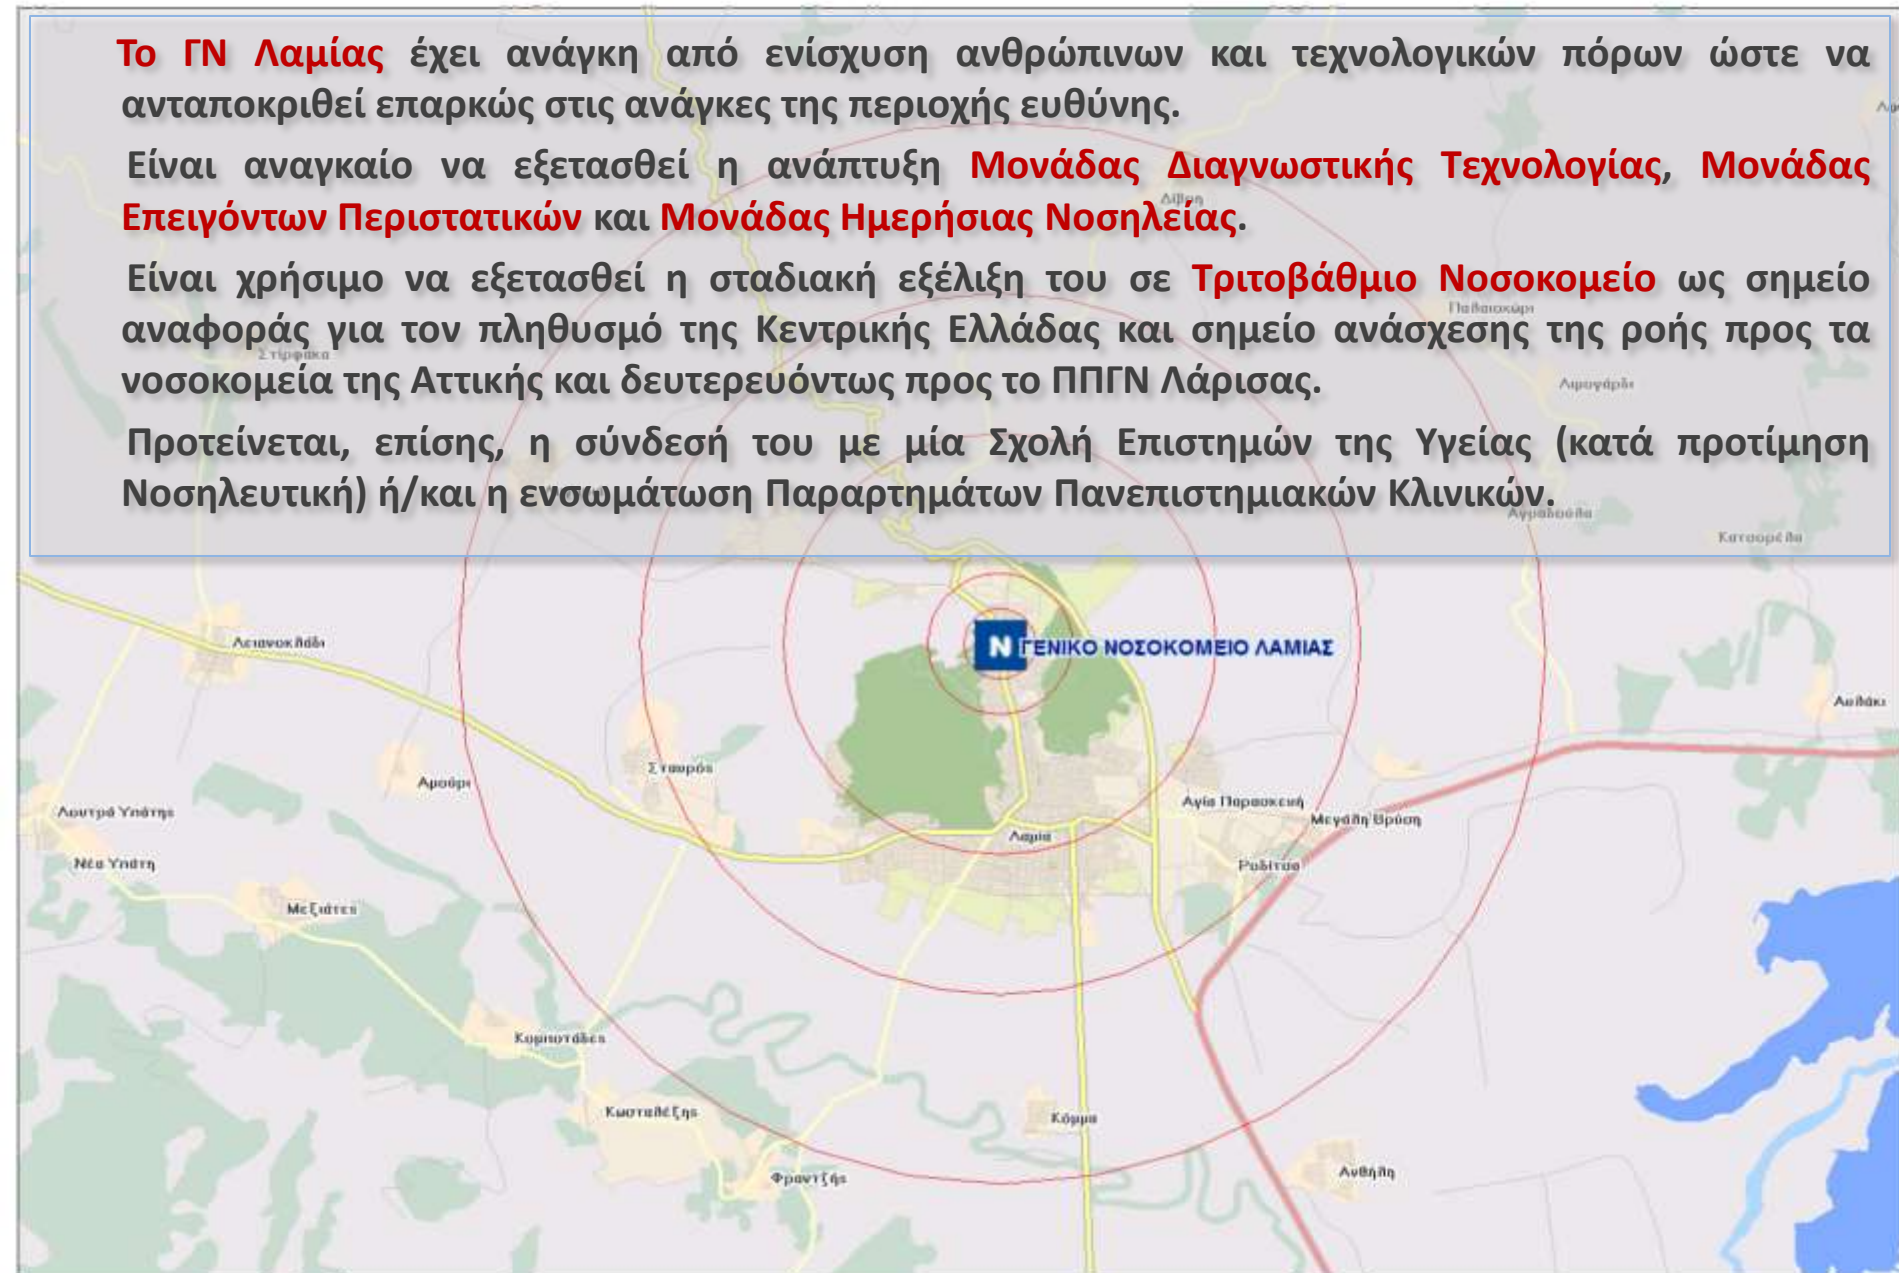 Το ΓΝ Λαμίας έχει ανάγκη από ενίσχυση ανθρώπινων και τεχνολογικών πόρων ώστε να
ανταποκριθεί επαρκώς στις ανάγκες της περιοχής ευθύνης.
Είναι αναγκαίο να εξετασθεί η ανάπτυξη Μονάδας Διαγνωστικής Τεχνολογίας, Μονάδας
Επειγόντων Περιστατικών και Μονάδας Ημερήσιας Νοσηλείας.
Είναι χρήσιμο να εξετασθεί η σταδιακή εξέλιξη του σε Τριτοβάθμιο Νοσοκομείο ως σημείο
αναφοράς για τον πληθυσμό της Κεντρικής Ελλάδας και σημείο ανάσχεσης της ροής προς τα
νοσοκομεία της Αττικής και δευτερευόντως προς το ΠΠΓΝ Λάρισας.
Προτείνεται, επίσης, η σύνδεσή του με μία Σχολή Επιστημών της Υγείας (κατά προτίμηση
Νοσηλευτική) ή/και η ενσωμάτωση Παραρτημάτων Πανεπιστημιακών Κλινικών.
Δίβρη
Παλαιοκώρι
Στίρφακα
Λιμογάρδι
Αγραπουλα
N ΓΕΝΙΚΟ ΝΟΣΟΚΟΜΕΙΟ ΛΑΜΙΑΣ
Λειανοκλάδι
Αυλάκι
Σταυρός
Αμούρι
Αγία Παρασκευή
Λουτρά Υπάτης
Μεγάλη Βρύση
Λαμία
Νέα Υπάτη
Ροδίτσα
Μεξιάτες
Κομποτάδες
Κωσταλέξης
Κόμμα
Ανθήλη
Φραντζής